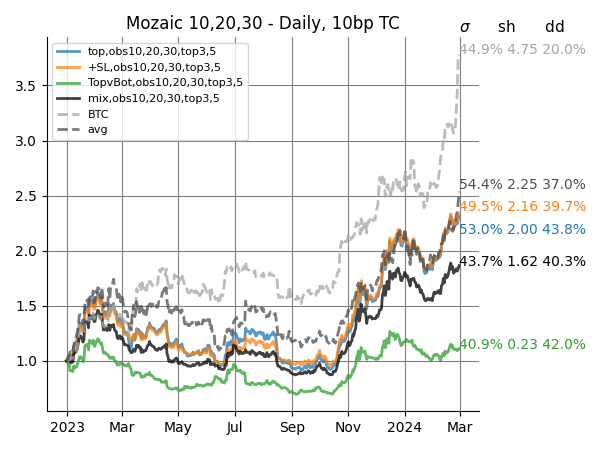 Mozaic 10,20,30 - Daily, 10bp TC
σ sh dd
top,obs10,20,30,top3,5
+SL,obs10,20,30,top3,5
TopvBot,obs10,20,30,top3,5
mix,obs10,20,30,top3,5
BTC
avg
44.9% 4.75 20.0%
54.4% 2.25 37.0%
49.5% 2.16 39.7%
53.0% 2.00 43.8%
43.7% 1.62 40.3%
40.9% 0.23 42.0%
3.5
3.0
2.5
2.0
1.5
1.0
2023 Mar May Jul Sep Nov 2024 Mar